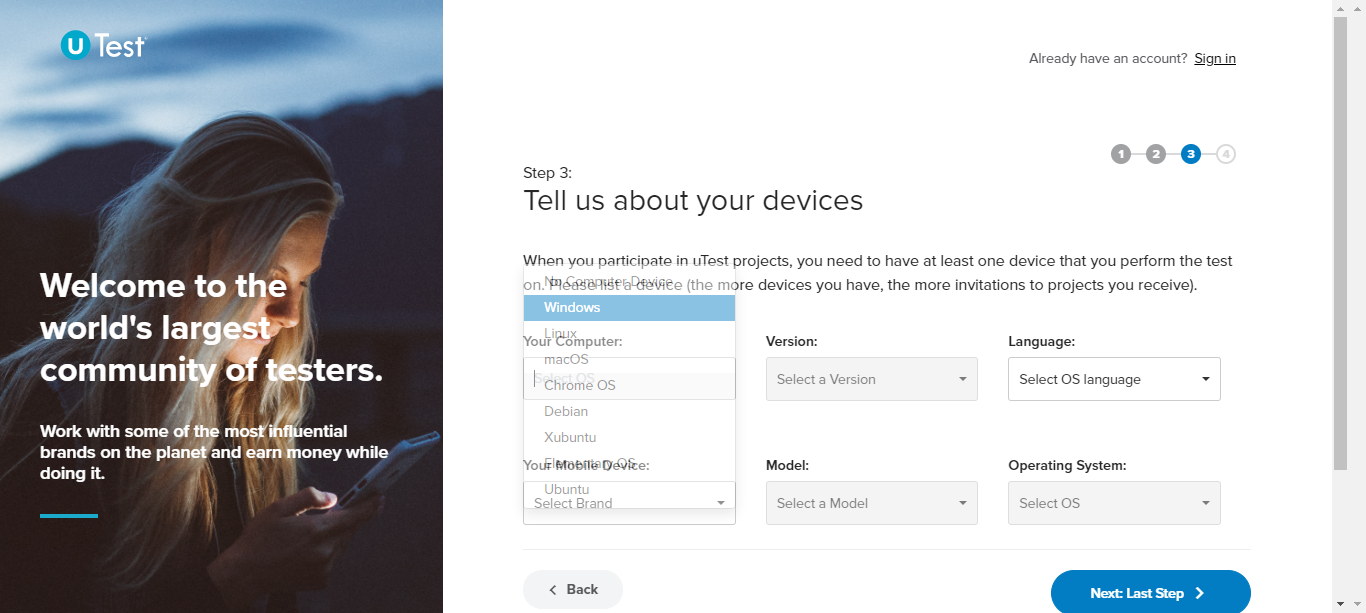 U Test
Already have an account? Sign in
1 2 3 4
Step 3:
Tell us about your devices
When you participate in uTest projects, you need to have at least one device that you perform the test
on. Please list a device (the more devices you have, the more invitations to projects you receive).
No Computer Device
Windows
Linux
macOS
Chrome OS
Debian
Xubuntu
Elementary OS
Ubuntu
Your Computer:
Select OS
Version:
Select a Version
Language:
Select OS language
Your Mobile Device:
Select Brand
Model:
Select a Model
Operating System:
Select OS
Back
Next: Last Step
Welcome to the
world's largest
community of testers.
Work with some of the most influential
brands on the planet and earn money while
doing it.